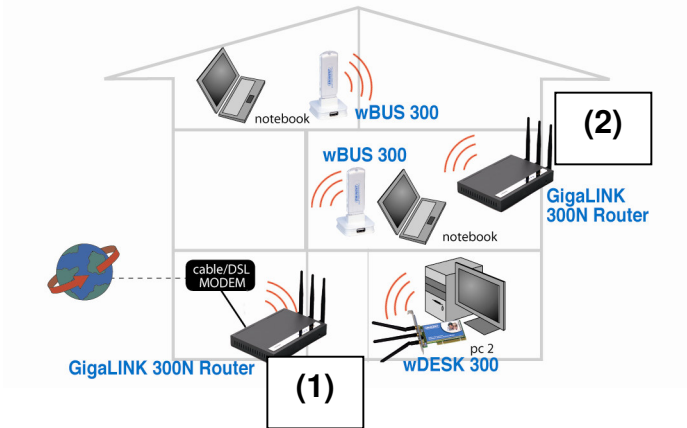 notebook
wBUS 300
(2)
wBUS 300
GigaLINK
300N Router
notebook
cable/DSL
MODEM
pc 2
GigaLINK 300N Router
wDESK 300
(1)